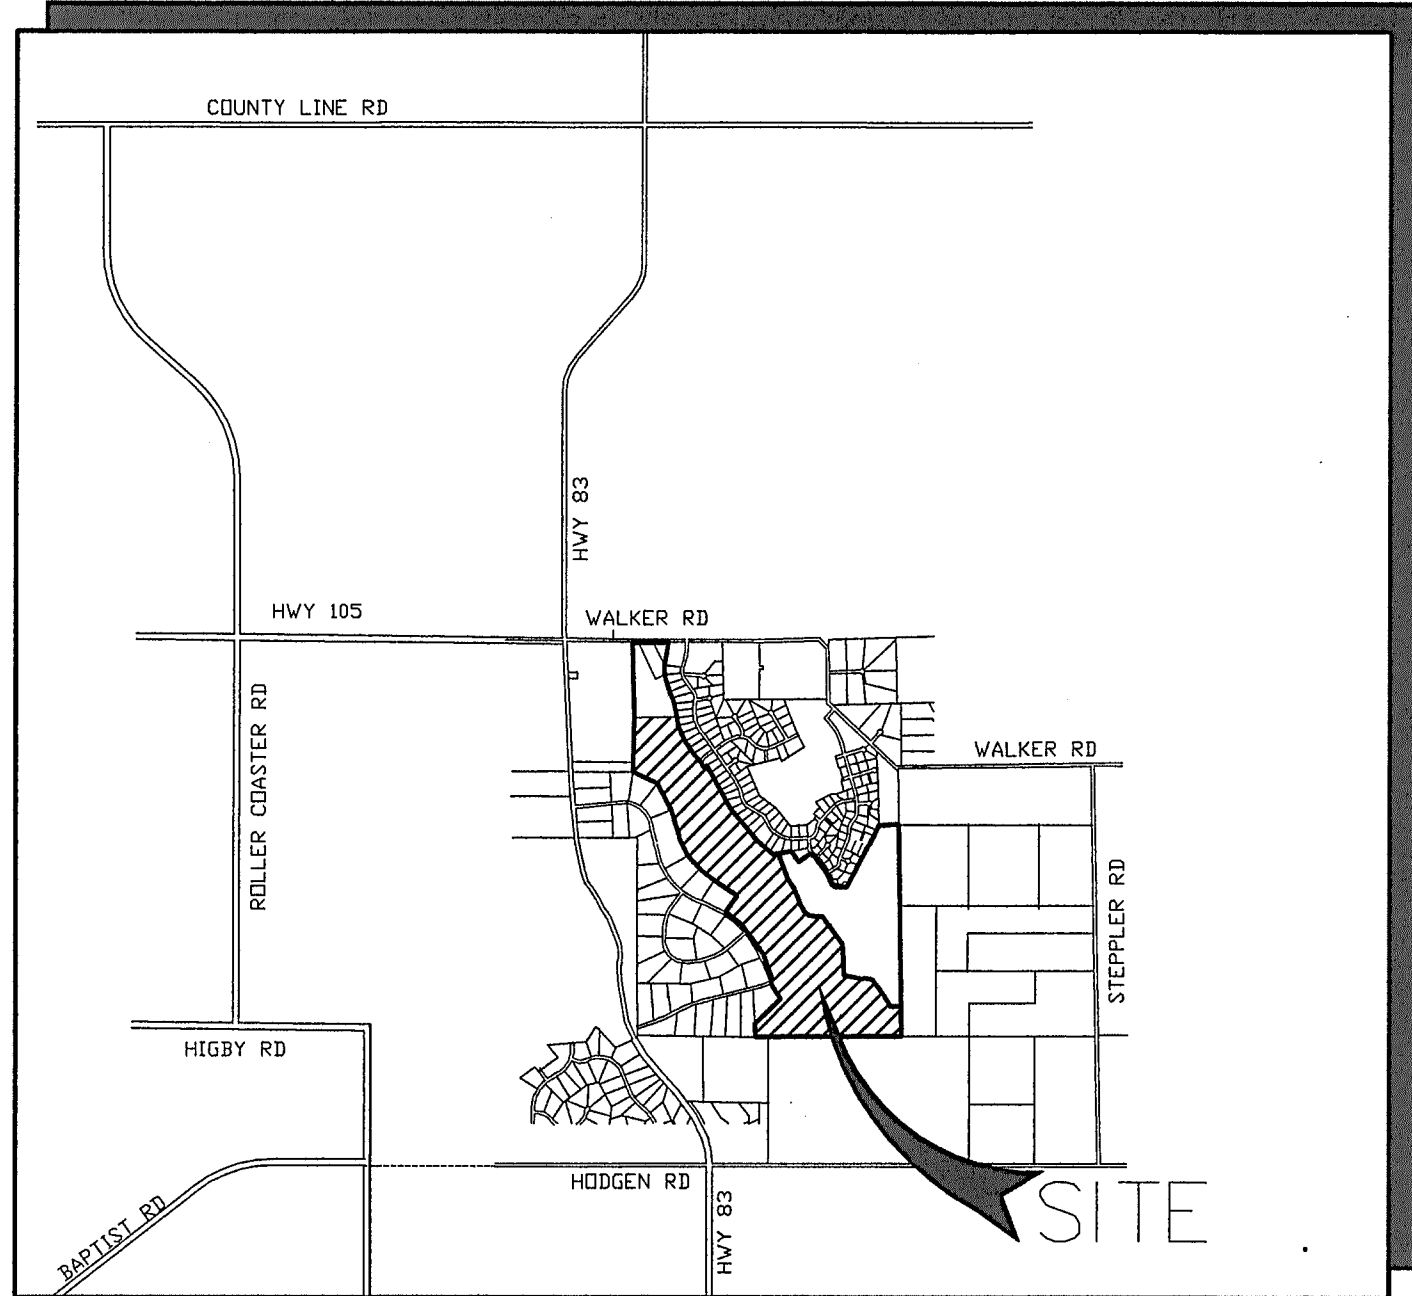 COUNTY LINE RD
HWY 83
HWY 105
WALKER RD
ROLLER COASTER RD
WALKER RD
STEPPLER RD
HIGBY RD
HODGEN RD
BAPTIST RD
HWY 83
SITE